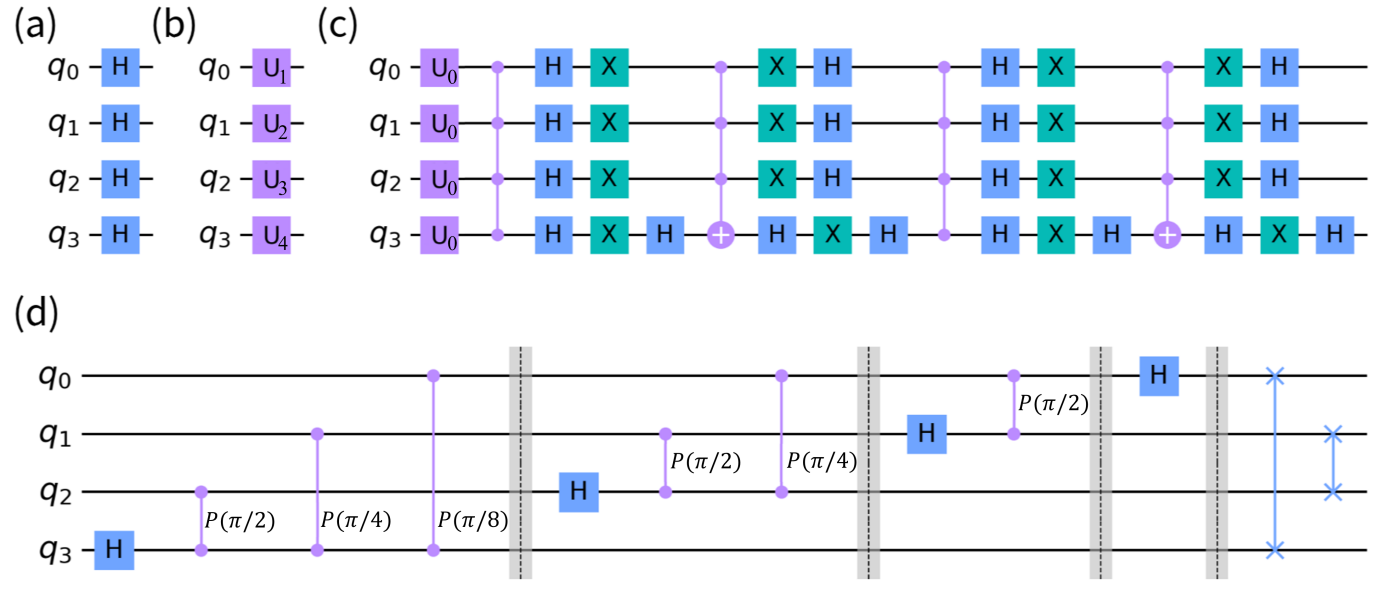 (a) (b) (c)
q0 H q0 U1 q0 U0 H X X H H X X H
q1 H q1 U2 q1 U0 H X X H H X X H
q2 H q2 U3 q2 U0 H X X H H X X H
q3 H q3 U4 q3 U0 H X H + H X H H X H + H X H
(d)
q0 H
P(π/2)
q1 H
P(π/2) P(π/4)
q2 H
P(π/2) P(π/4) P(π/8)
q3 H